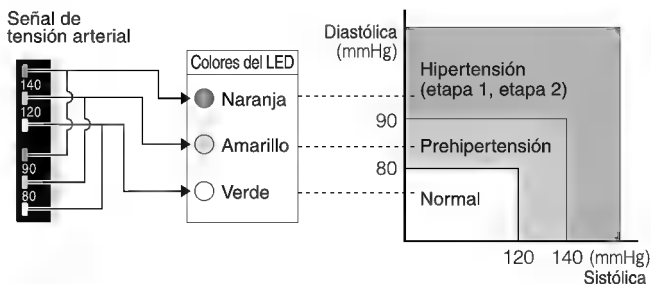 Señal de
tensión arterial
140
120
90
80
Colores del LED
Naranja
Amarillo
Verde
Diastólica
(mmHg)
90
80
Hipertensión
(etapa 1, etapa 2)
Prehipertensión
Normal
120 140 (mmHg)
Sistólica